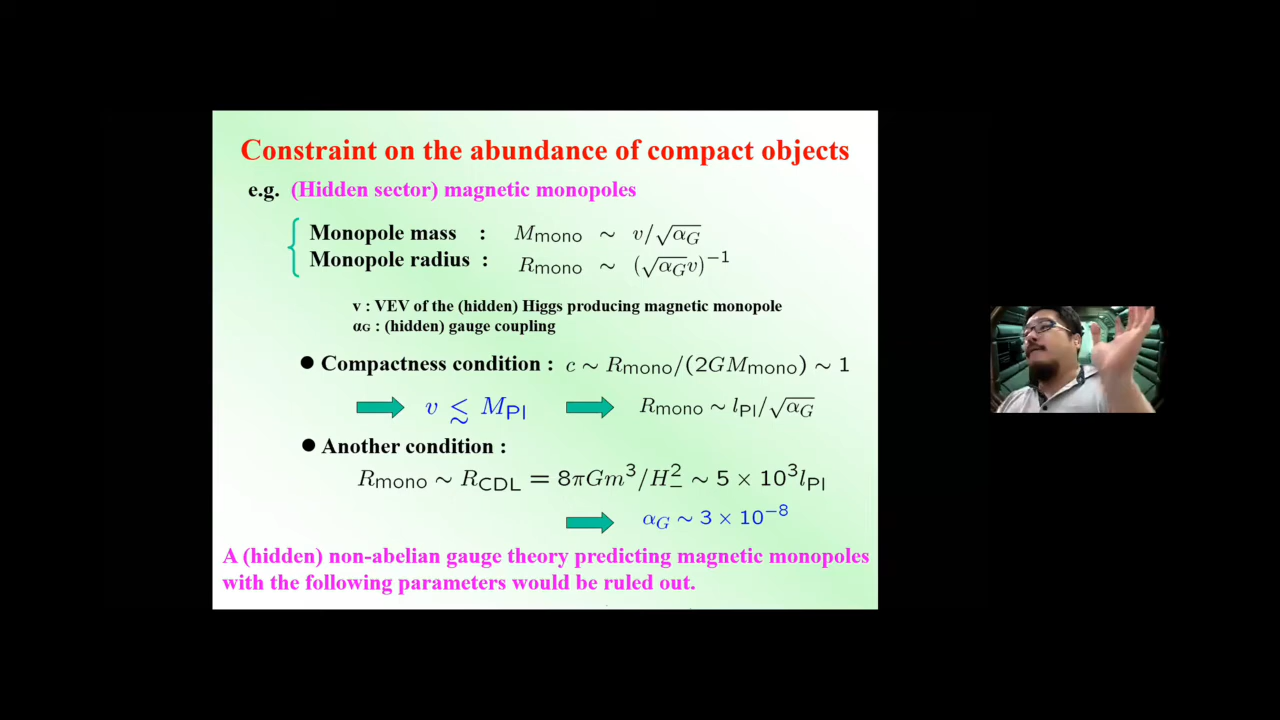 Constraint on the abundance of compact objects
e.g. (Hidden sector) magnetic monopoles
Monopole mass : M_mono ∼ v/√α_G
Monopole radius : R_mono ∼ (√α_G v)^−1
v : VEV of the (hidden) Higgs producing magnetic monopole
α_G : (hidden) gauge coupling
● Compactness condition : c ∼ R_mono/(2GM_mono) ∼ 1
v ≲ M_Pl R_mono ∼ l_Pl/√α_G
● Another condition :
R_mono ∼ R_CDL = 8πGm^3/H_−^2 ∼ 5 × 10^3 l_Pl
α_G ∼ 3 × 10^−8
A (hidden) non-abelian gauge theory predicting magnetic monopoles
with the following parameters would be ruled out.